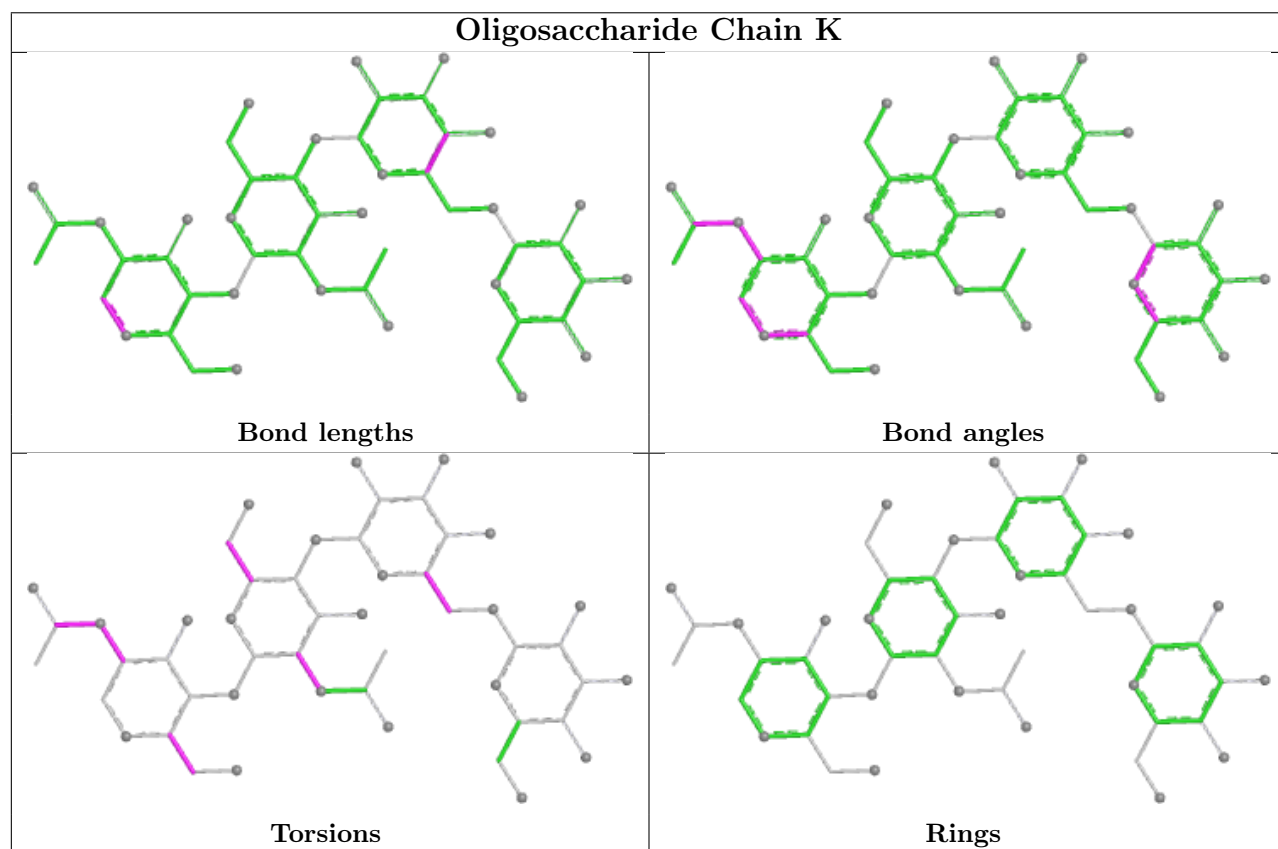 Oligosaccharide Chain K
Bond lengths
Bond angles
Torsions
Rings